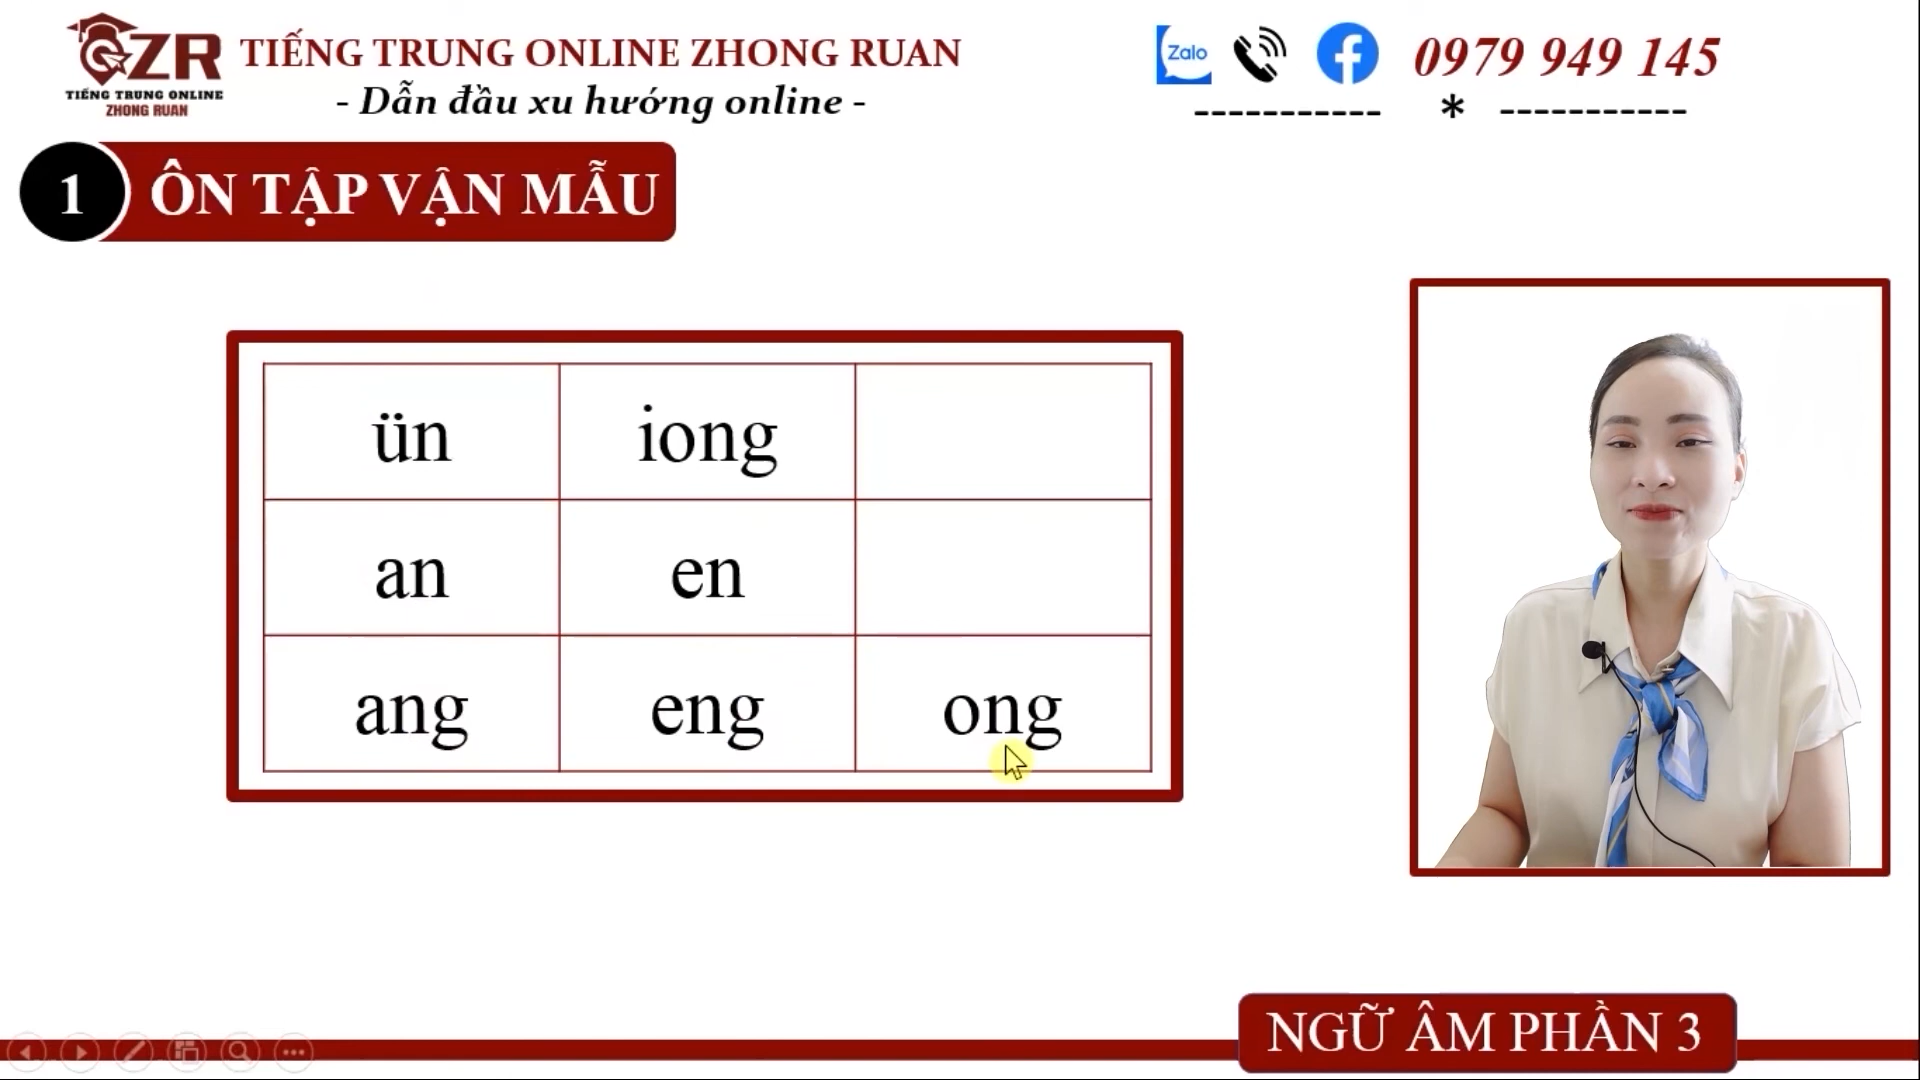 ZR
TIẾNG TRUNG ONLINE
ZHONG RUAN
TIẾNG TRUNG ONLINE ZHONG RUAN
- Dẫn đầu xu hướng online -
Zalo
0979 949 145
----------- * -----------
1 ÔN TẬP VẬN MẪU
ün iong
an en
ang eng ong
NGỮ ÂM PHẦN 3